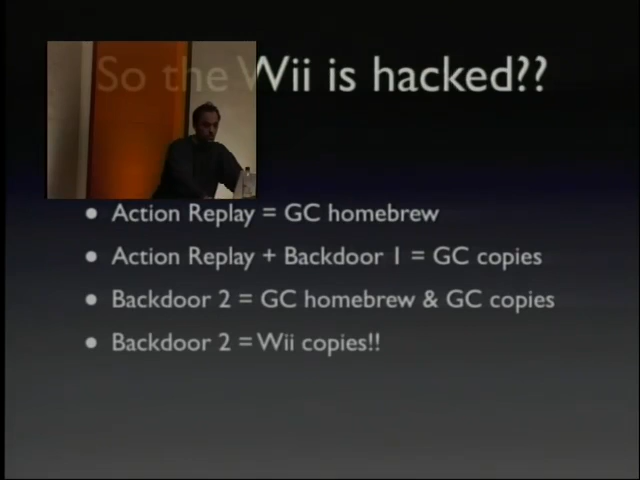 So the Wii is hacked??
● Action Replay = GC homebrew
● Action Replay + Backdoor 1 = GC copies
● Backdoor 2 = GC homebrew & GC copies
● Backdoor 2 = Wii copies!!